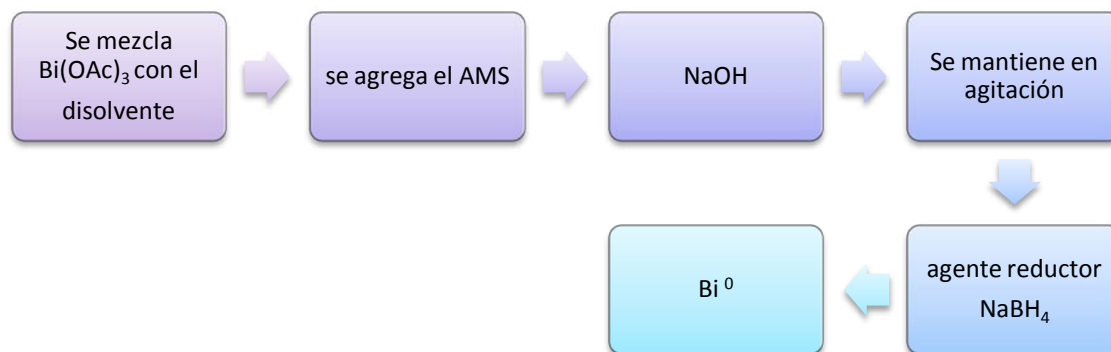 Se mezcla
Bi(OAc)₃ con el
disolvente
se agrega el AMS
NaOH
Se mantiene en
agitación
agente reductor
NaBH₄
Bi ⁰